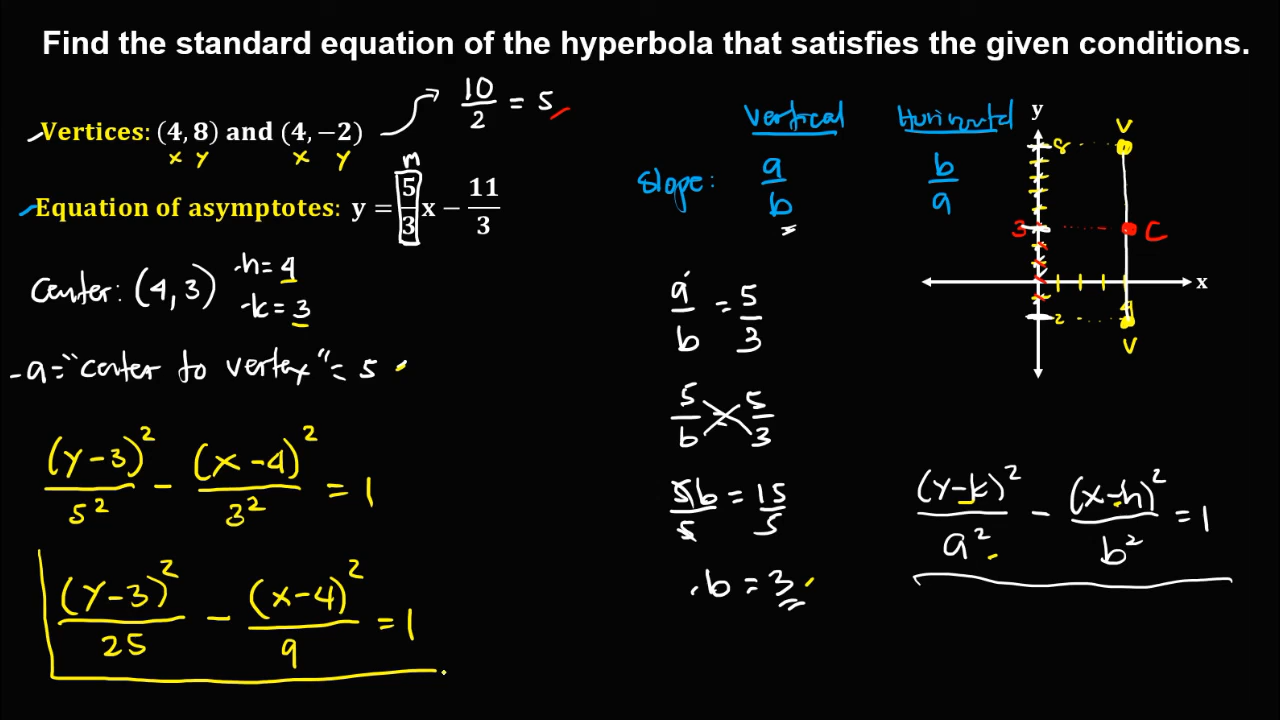 Find the standard equation of the hyperbola that satisfies the given conditions.
Vertices: (4, 8) and (4, −2)
x y x y
10/2 = 5
m
Equation of asymptotes: y = 5/3 x − 11/3
Center: (4, 3)
-h = 4
-k = 3
-a = "center to vertex" = 5
(y-3)²/5² - (x-4)²/3² = 1
(y-3)²/25 - (x-4)²/9 = 1
Vertical Horizontal
Slope: a/b b/a
a/b = 5/3
5/b = 5/3
5b/5 = 15/5
b = 3
y
V
8
3 C
x
4
2
V
(y-k)²/a² - (x-h)²/b² = 1